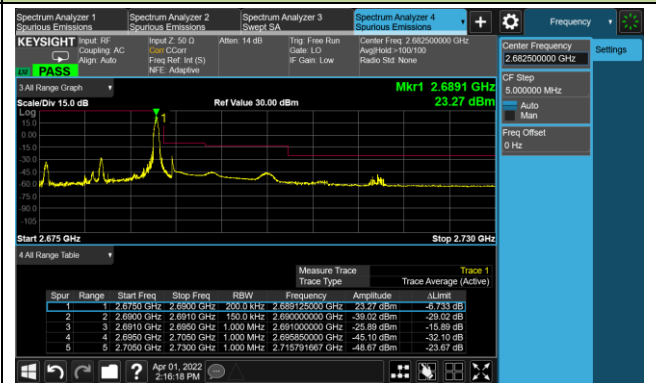 Spectrum Analyzer 1 Spectrum Analyzer 2 Spectrum Analyzer 3 Spectrum Analyzer 4 Frequency
Spurious Emissions Spurious Emissions Swept SA Spurious Emissions
KEYSIGHT Input: RF Input Z: 50 Ω Atten: 14 dB Trig: Free Run Center Freq: 2.682500000 GHz
Coupling: AC Corr CCorr Gate: LO Avg|Hold:>100/100
Align: Auto Freq Ref: Int (S) IF Gain: Low Radio Std: None
NFE: Adaptive
PASS
Center Frequency
2.682500000 GHz
Settings
CF Step
5.000000 MHz
Auto
Man
Freq Offset
0 Hz
3 All Range Graph
Mkr1 2.6891 GHz
Scale/Div 15.0 dB Ref Value 30.00 dBm 23.27 dBm
Log
15.0
0.00
-15.0
-30.0
-45.0
-60.0
-75.0
-90.0
-105
1
Start 2.675 GHz Stop 2.730 GHz
4 All Range Table
Measure Trace Trace 1
Trace Type Trace Average (Active)
Spur Range Start Freq Stop Freq RBW Frequency Amplitude ΔLimit
1 1 2.6750 GHz 2.6900 GHz 200.0 kHz 2.689125000 GHz 23.27 dBm -6.733 dB
2 2 2.6900 GHz 2.6910 GHz 150.0 kHz 2.690000000 GHz -39.02 dBm -29.02 dB
3 3 2.6910 GHz 2.6950 GHz 1.000 MHz 2.691000000 GHz -25.89 dBm -15.89 dB
4 4 2.6950 GHz 2.7050 GHz 1.000 MHz 2.695850000 GHz -45.10 dBm -32.10 dB
5 5 2.7050 GHz 2.7300 GHz 1.000 MHz 2.715791667 GHz -48.67 dBm -23.67 dB
Apr 01, 2022
2:16:18 PM